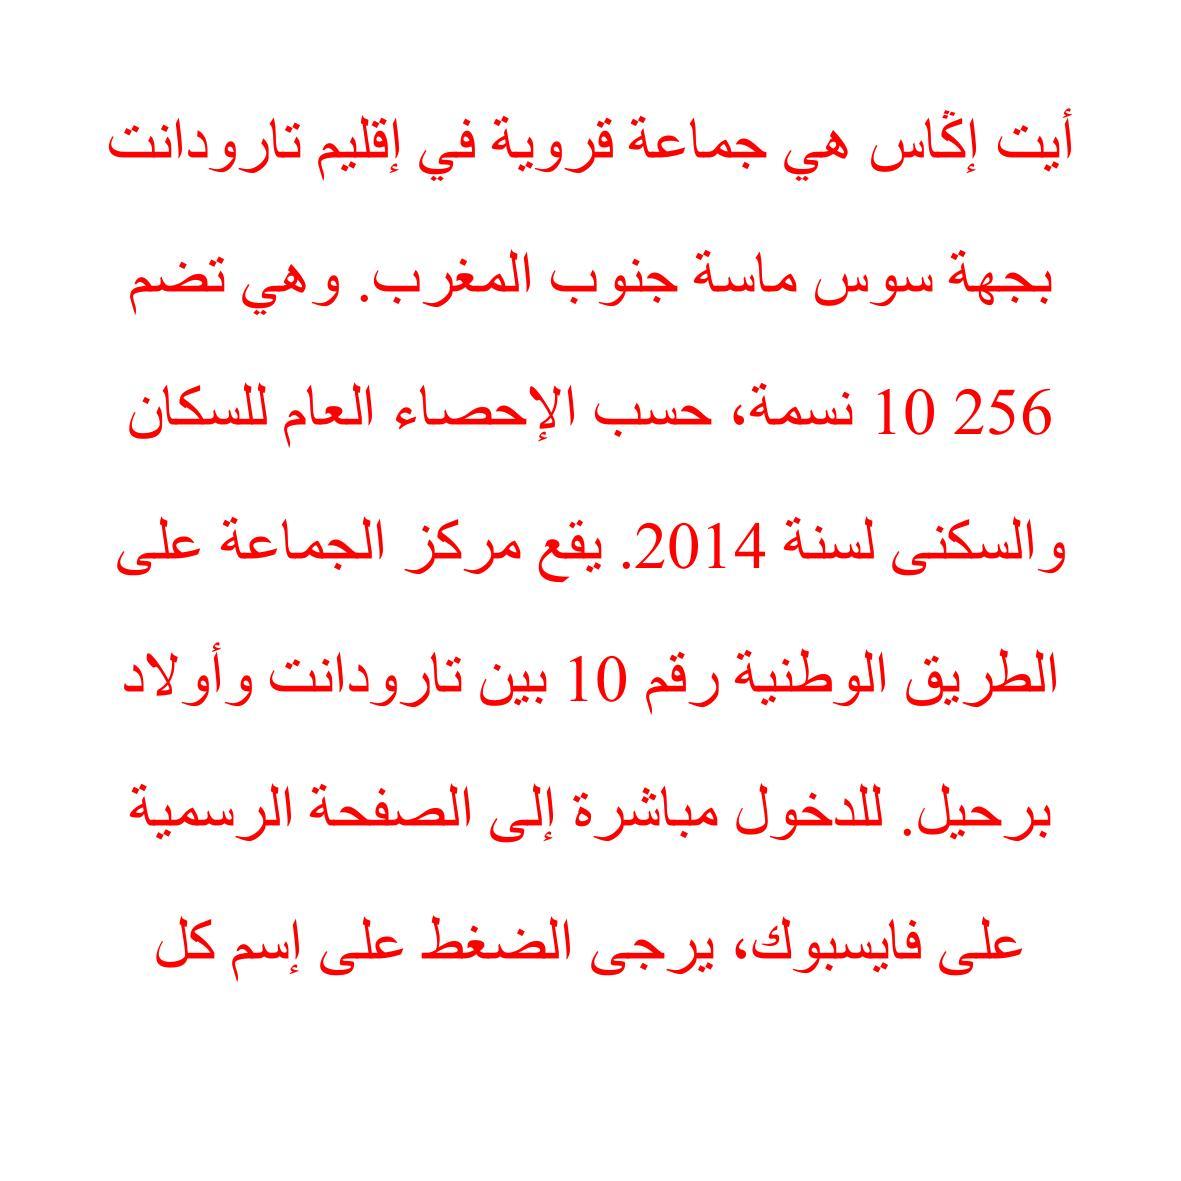 أيت إڭاس هي جماعة قروية في إقليم تارودانت
بجهة سوس ماسة جنوب المغرب. وهي تضم
10 256 نسمة، حسب الإحصاء العام للسكان
والسكنى لسنة 2014. يقع مركز الجماعة على
الطريق الوطنية رقم 10 بين تارودانت وأولاد
برحيل. للدخول مباشرة إلى الصفحة الرسمية
على فايسبوك، يرجى الضغط على إسم كل